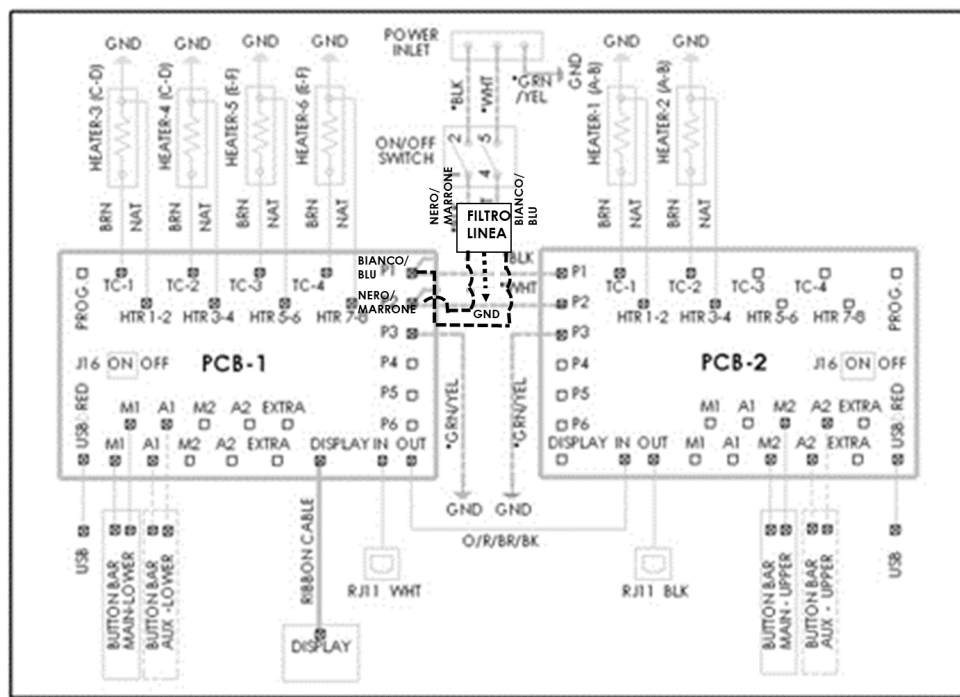 GND GND GND GND
HEATER-3 (C-D)
HEATER-4 (C-D)
HEATER-5 (E-F)
HEATER-6 (E-F)
BRN NAT BRN NAT BRN NAT BRN NAT
POWER
INLET
*BLK
*WHT
*GRN
/YEL
GND
ON/OFF
SWITCH
2 5
4
NERO/
MARRONE
FILTRO
LINEA
BIANCO/
BLU
GND GND
HEATER-1 (A-B)
HEATER-2 (A-B)
BRN NAT BRN NAT
PROG.
TC-1 TC-2 TC-3 TC-4
HTR 1-2 HTR 3-4 HTR 5-6 HTR 7-8
BIANCO/
BLU
P1
NERO/
MARRONE
P3
P4
P5
P6
J16 ON OFF
PCB-1
USB RED
M1 A1 M2 A2 EXTRA
M1 A1 M2 A2 EXTRA DISPLAY IN OUT
BLK
WHT
GND
*GRN/YEL
*GRN/YEL
GND GND
P1
P2
P3
P4
P5
P6
TC-1 TC-2 TC-3 TC-4
HTR 1-2 HTR 3-4 HTR 5-6 HTR 7-8
PROG.
PCB-2
J16 ON OFF
USB RED
M1 A1 M2 A2 EXTRA
DISPLAY IN OUT M1 A1 M2 A2 EXTRA
USB
BUTTON BAR
MAIN-LOWER
BUTTON BAR
AUX -LOWER
RIBBON CABLE
DISPLAY
RJ11 WHT
O/R/BR/BK
RJ11 BLK
BUTTON BAR
MAIN - UPPER
BUTTON BAR
AUX - UPPER
USB